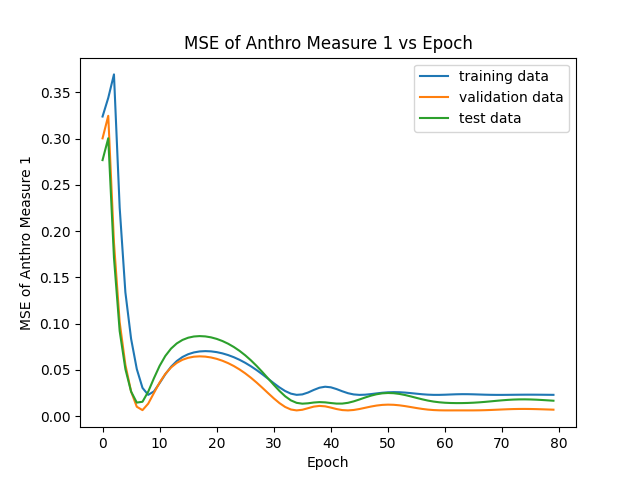 MSE of Anthro Measure 1 vs Epoch
training data
validation data
test data
MSE of Anthro Measure 1
0.35
0.30
0.25
0.20
0.15
0.10
0.05
0.00
0 10 20 30 40 50 60 70 80
Epoch